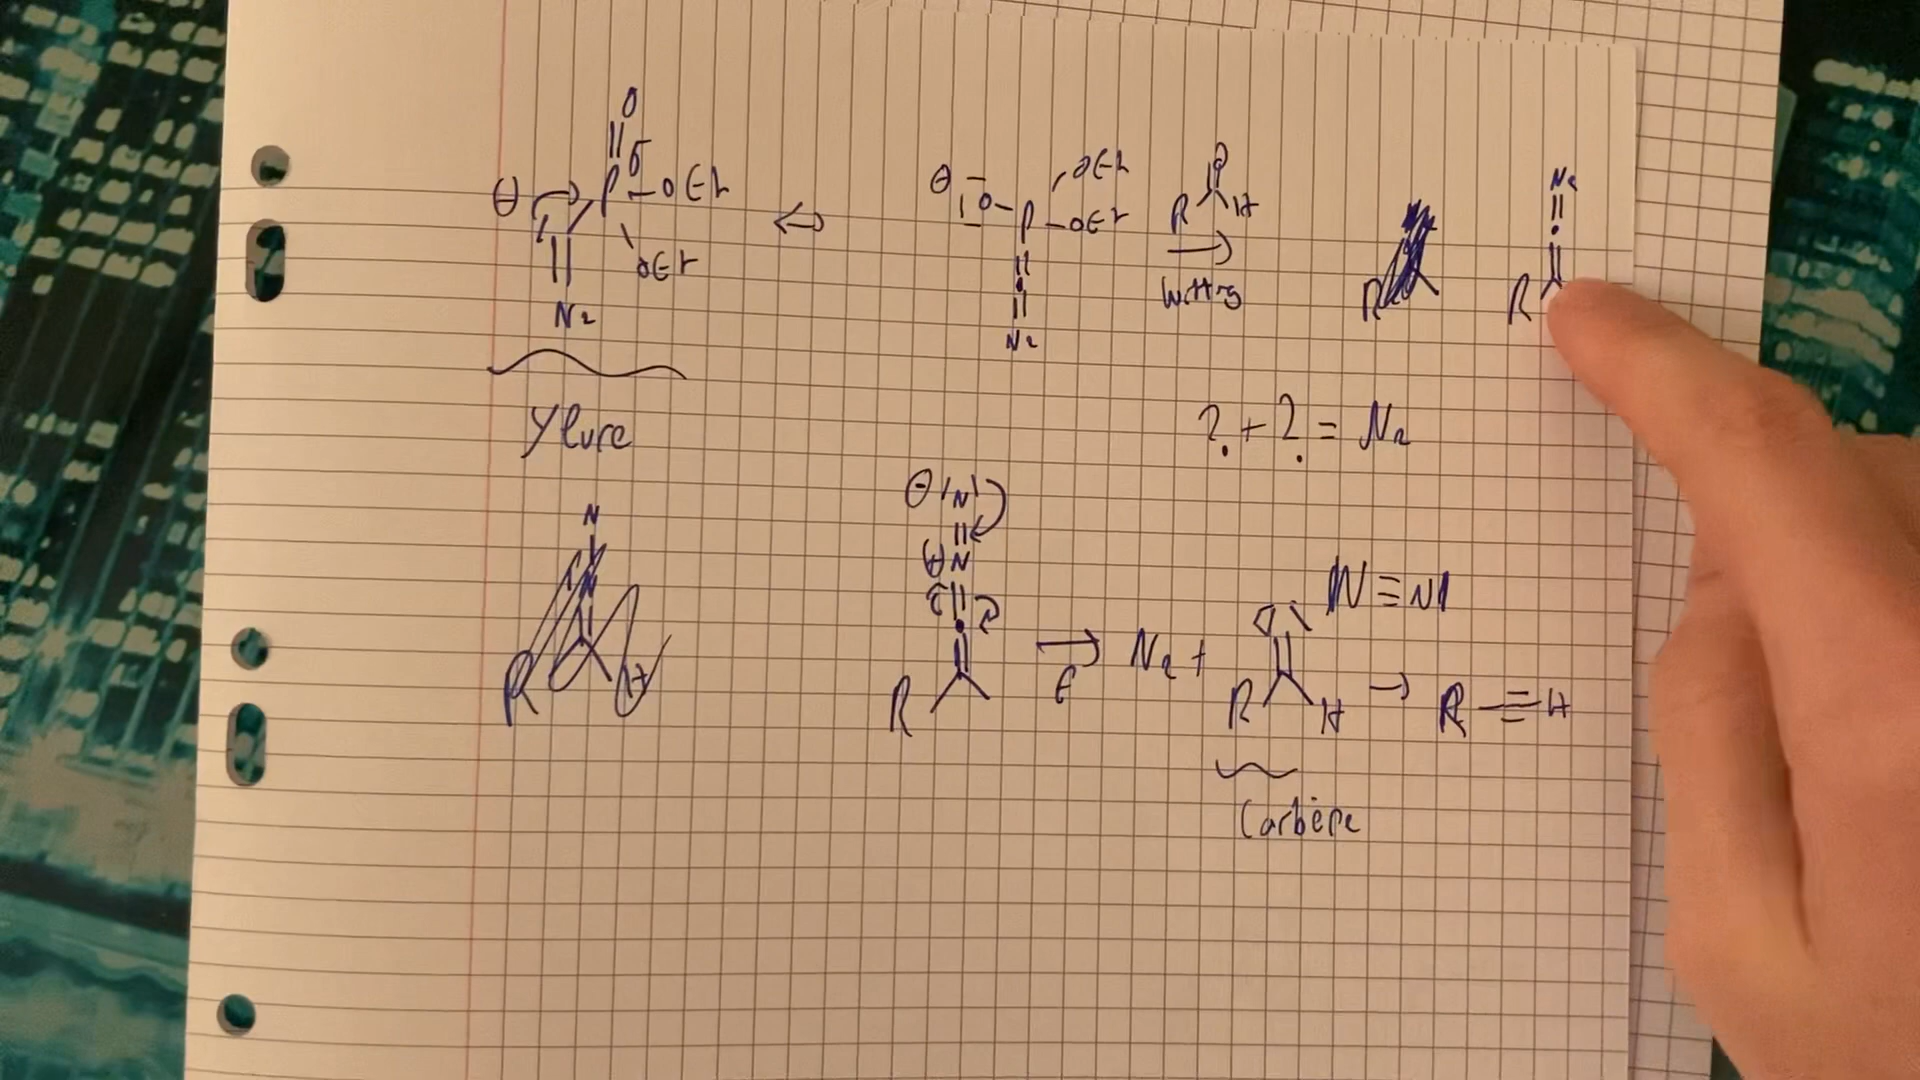 O
⊖ P -OEt ⇔ ⊖ O - P OEt -OEt R O H → Wittig R N2
OEt
N2 N2
Ylure
? + ? = N2
N
⊖ N
⊕ N
R H R → N2 + R H → R ≡ H
N ≡ N
Carbène